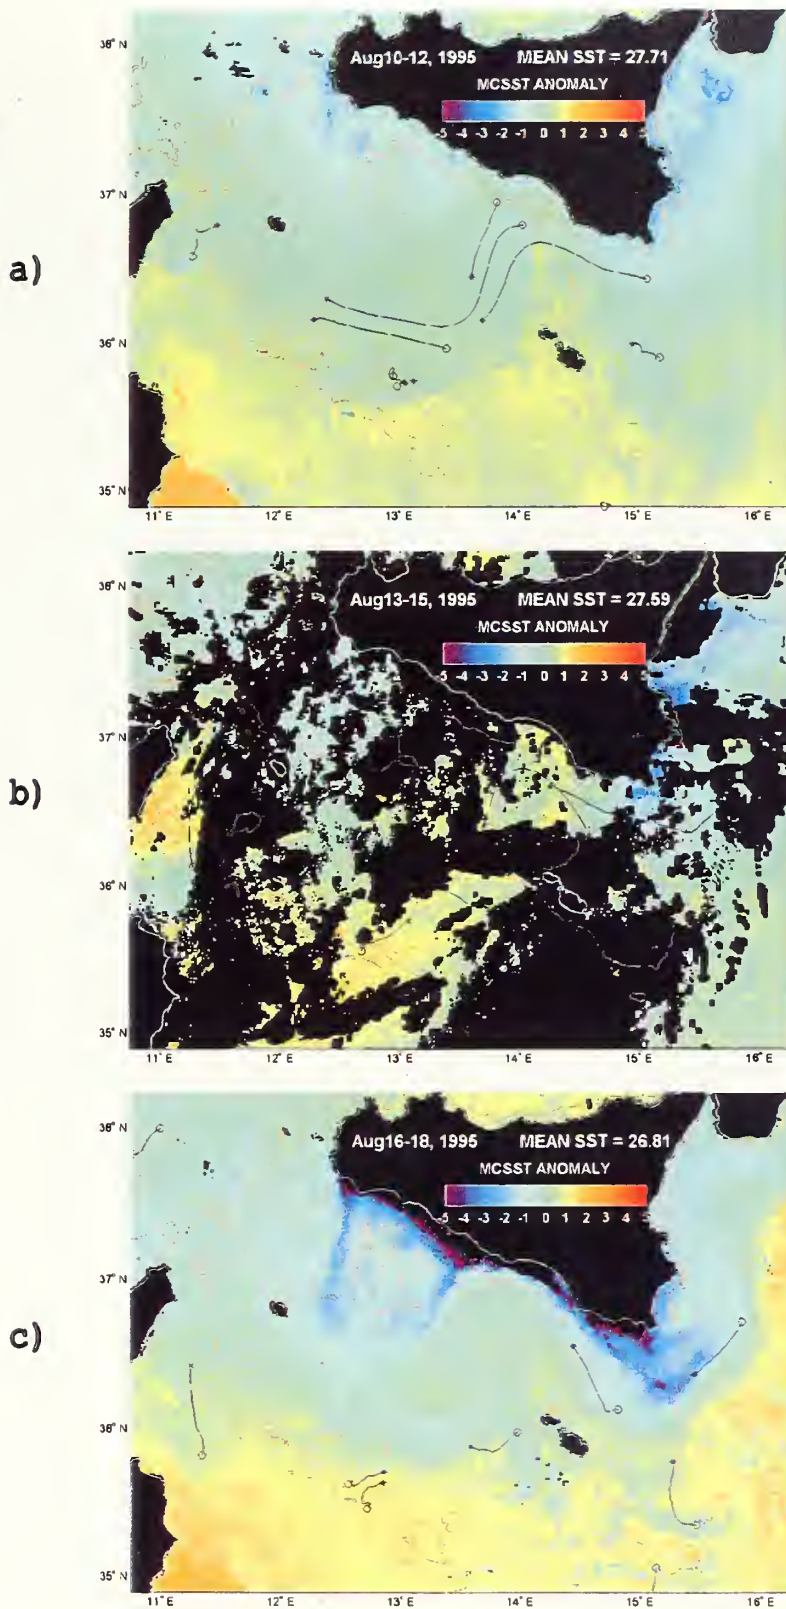 a)
Aug10-12, 1995 MEAN SST = 27.71
MCSST ANOMALY
-5 -4 -3 -2 -1 0 1 2 3 4 5
38° N
37° N
36° N
35° N
11° E 12° E 13° E 14° E 15° E 16° E
b)
Aug13-15, 1995 MEAN SST = 27.59
MCSST ANOMALY
-5 -4 -3 -2 -1 0 1 2 3 4 5
38° N
37° N
36° N
35° N
11° E 12° E 13° E 14° E 15° E 16° E
c)
Aug16-18, 1995 MEAN SST = 26.81
MCSST ANOMALY
-5 -4 -3 -2 -1 0 1 2 3 4 5
38° N
37° N
36° N
35° N
11° E 12° E 13° E 14° E 15° E 16° E